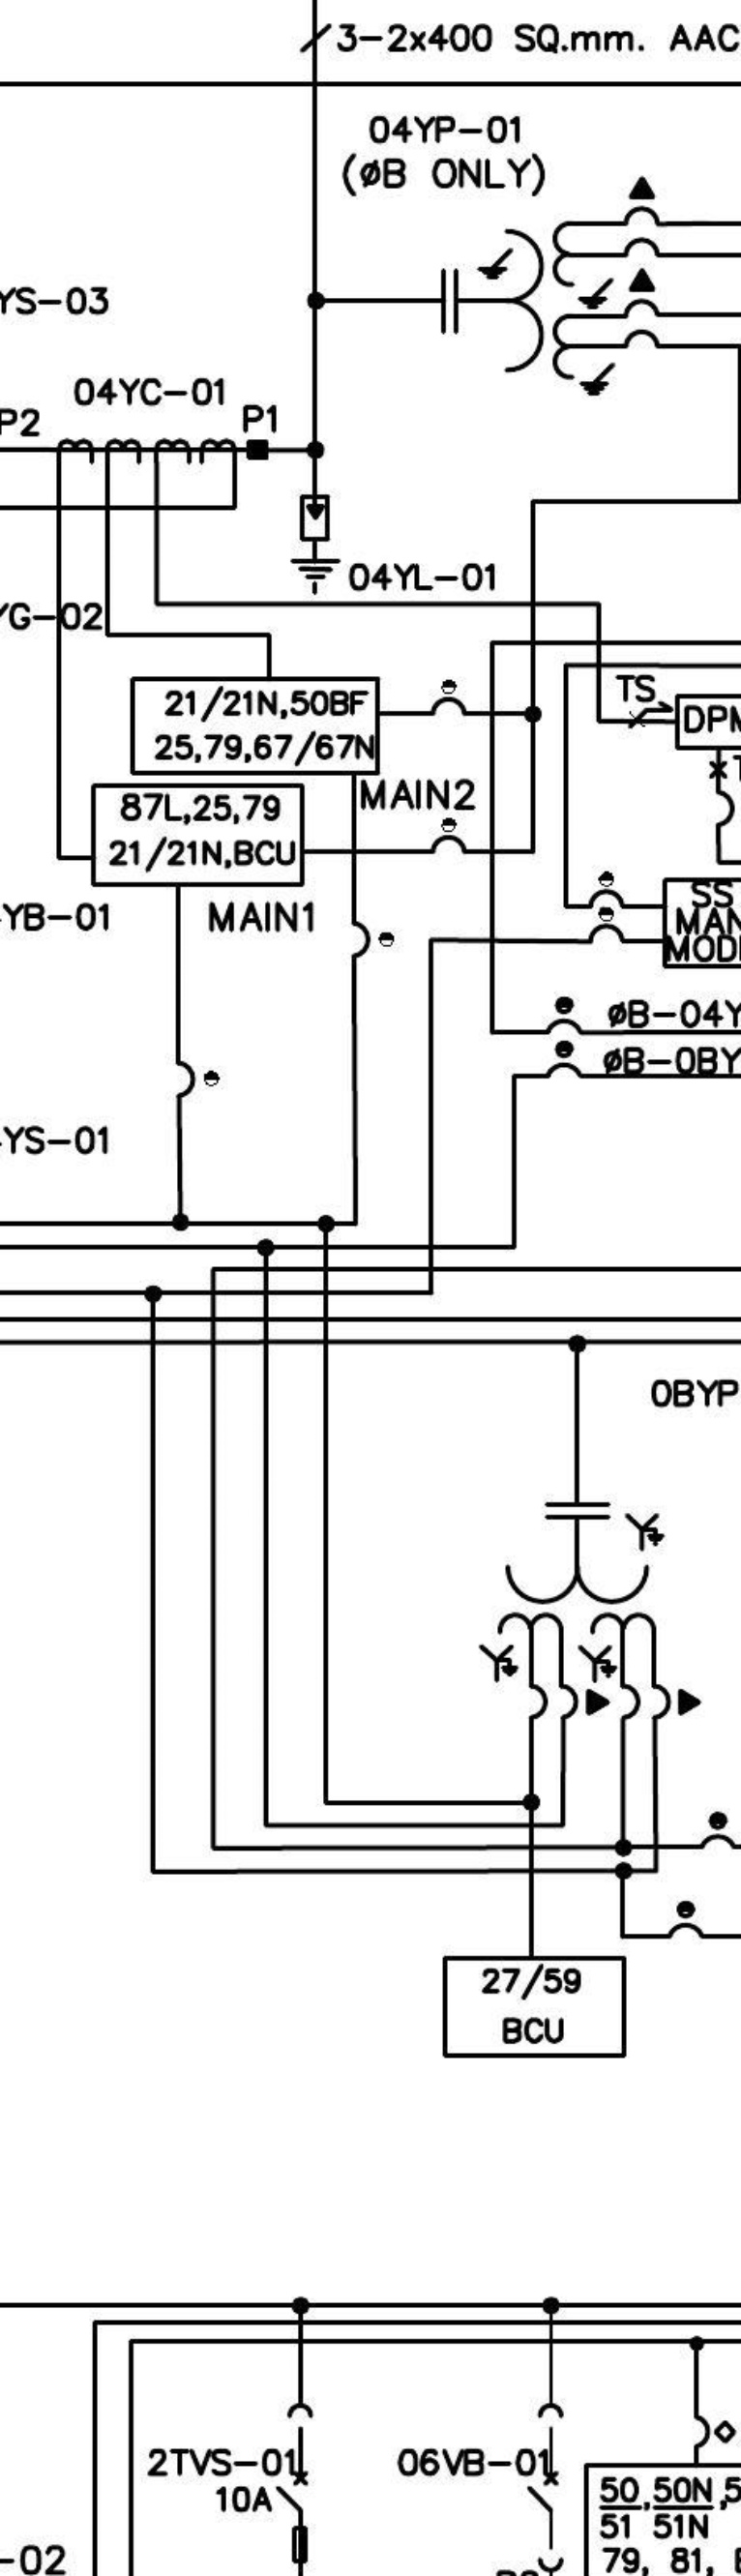 3-2x400 SQ.mm. AAC
04YP-01
(øB ONLY)
YS-03
04YC-01
P2
P1
04YL-01
YG-02
21/21N,50BF
25,79,67/67N
TS
DPM
MAIN2
87L,25,79
21/21N,BCU
YB-01
MAIN1
SS
MAN
MOD
øB-04Y
øB-0BY
YS-01
0BYP
27/59
BCU
2TVS-01
10A
06VB-01
50,50N,5
51 51N
79, 81,
-02